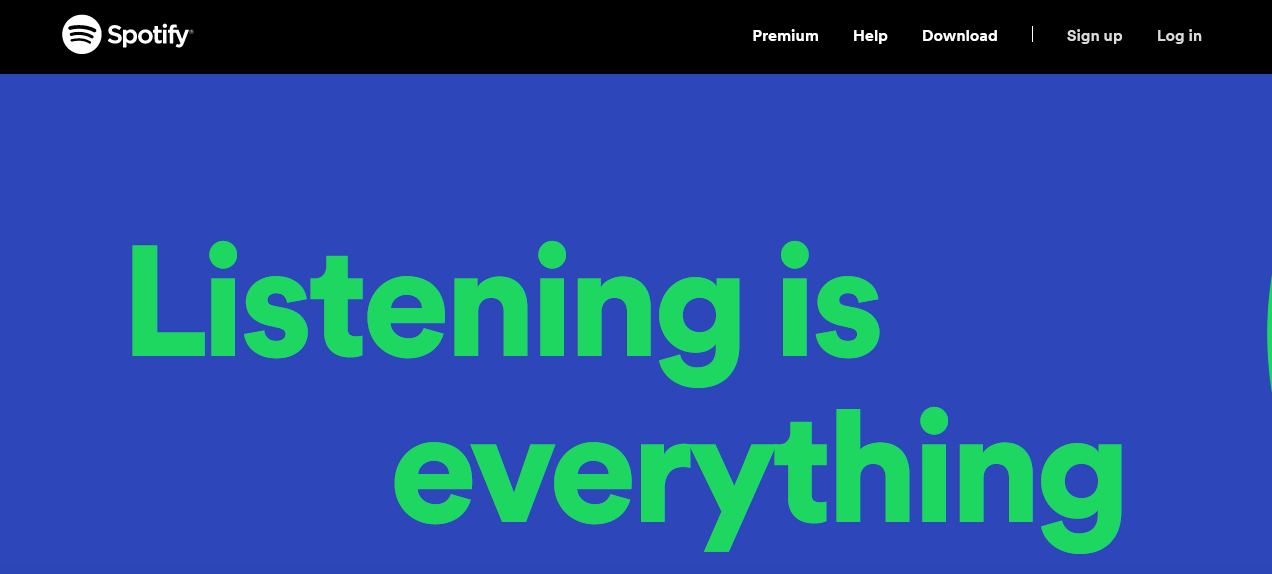 Spotify®
Premium Help Download Sign up Log in
Listening is
everything